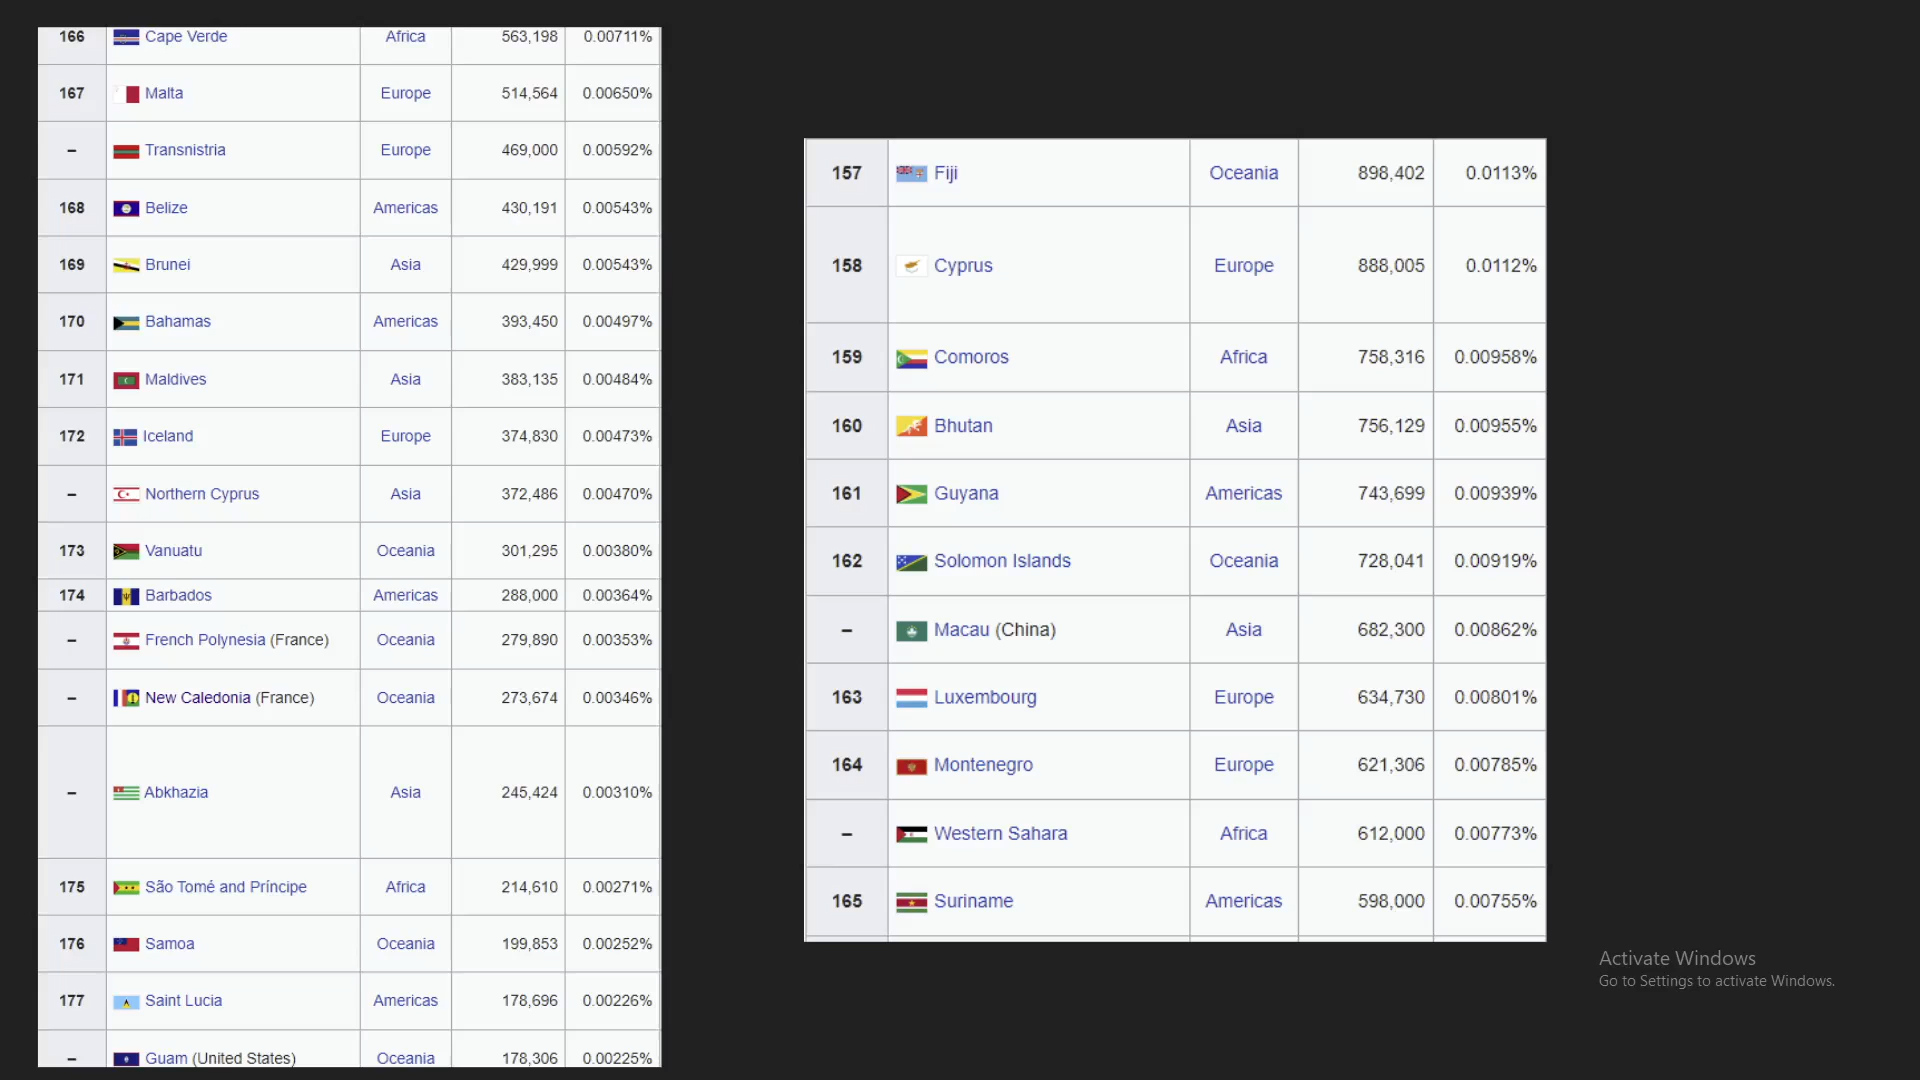 166 Cape Verde Africa 563,198 0.00711%
167 Malta Europe 514,564 0.00650%
– Transnistria Europe 469,000 0.00592%
168 Belize Americas 430,191 0.00543%
169 Brunei Asia 429,999 0.00543%
170 Bahamas Americas 393,450 0.00497%
171 Maldives Asia 383,135 0.00484%
172 Iceland Europe 374,830 0.00473%
– Northern Cyprus Asia 372,486 0.00470%
173 Vanuatu Oceania 301,295 0.00380%
174 Barbados Americas 288,000 0.00364%
– French Polynesia (France) Oceania 279,890 0.00353%
– New Caledonia (France) Oceania 273,674 0.00346%
– Abkhazia Asia 245,424 0.00310%
175 São Tomé and Príncipe Africa 214,610 0.00271%
176 Samoa Oceania 199,853 0.00252%
177 Saint Lucia Americas 178,696 0.00226%
– Guam (United States) Oceania 178,306 0.00225%
157 Fiji Oceania 898,402 0.0113%
158 Cyprus Europe 888,005 0.0112%
159 Comoros Africa 758,316 0.00958%
160 Bhutan Asia 756,129 0.00955%
161 Guyana Americas 743,699 0.00939%
162 Solomon Islands Oceania 728,041 0.00919%
– Macau (China) Asia 682,300 0.00862%
163 Luxembourg Europe 634,730 0.00801%
164 Montenegro Europe 621,306 0.00785%
– Western Sahara Africa 612,000 0.00773%
165 Suriname Americas 598,000 0.00755%
Activate Windows
Go to Settings to activate Windows.